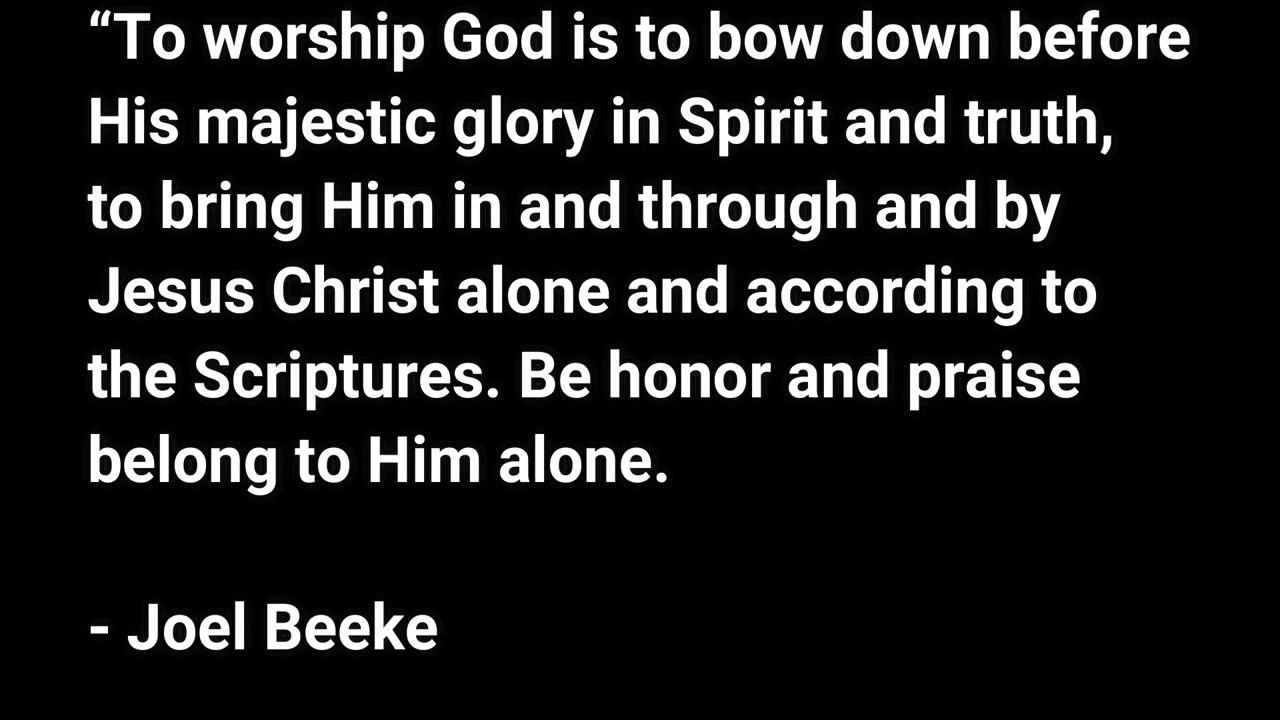 “To worship God is to bow down before
His majestic glory in Spirit and truth,
to bring Him in and through and by
Jesus Christ alone and according to
the Scriptures. Be honor and praise
belong to Him alone.
- Joel Beeke